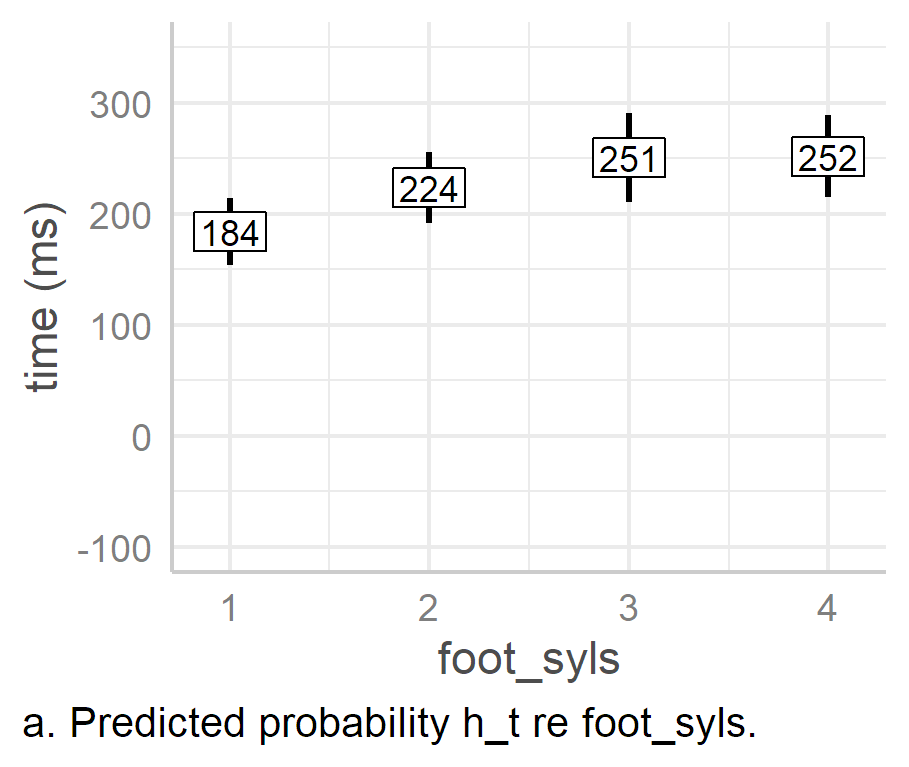 300
200
100
0
-100
time (ms)
184
224
251
252
1 2 3 4
foot_syls
a. Predicted probability h_t re foot_syls.